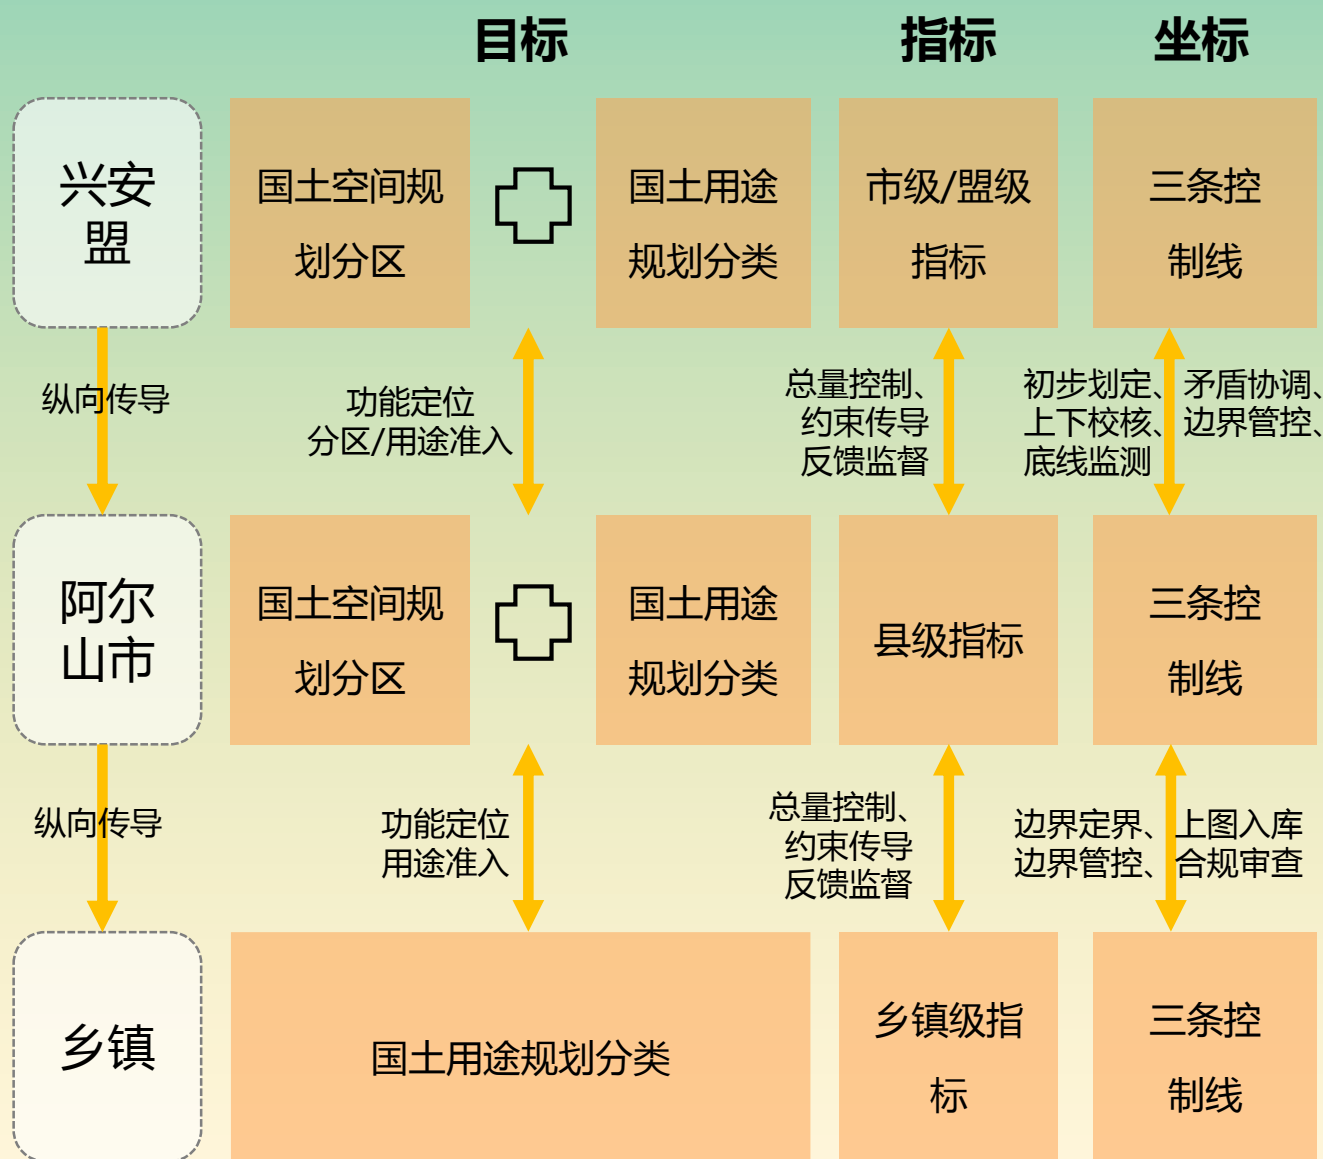 目标
指标
坐标
兴安
盟
国土空间规
划分区
国土用途
规划分类
市级/盟级
指标
三条控
制线
纵向传导
功能定位
分区/用途准入
总量控制、
约束传导
反馈监督
初步划定、矛盾协调、
上下校核、边界管控、
底线监测
阿尔
山市
国土空间规
划分区
国土用途
规划分类
县级指标
三条控
制线
纵向传导
功能定位
用途准入
总量控制、
约束传导
反馈监督
边界定界、上图入库
边界管控、合规审查
乡镇
国土用途规划分类
乡镇级指
标
三条控
制线